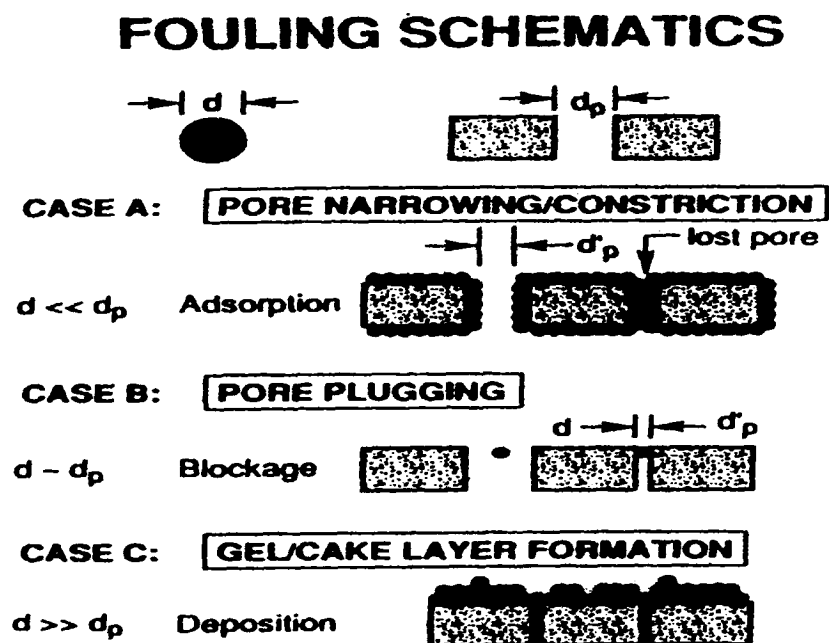 FOULING SCHEMATICS
d dₚ
CASE A: PORE NARROWING/CONSTRICTION
d*ₚ lost pore
d << dₚ Adsorption
CASE B: PORE PLUGGING
d d*ₚ
d ~ dₚ Blockage
CASE C: GEL/CAKE LAYER FORMATION
d >> dₚ Deposition